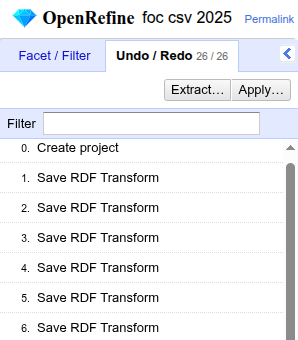 OpenRefine foc csv 2025 Permalink
Facet / Filter Undo / Redo 26 / 26
Extract... Apply...
Filter
0. Create project
1. Save RDF Transform
2. Save RDF Transform
3. Save RDF Transform
4. Save RDF Transform
5. Save RDF Transform
6. Save RDF Transform